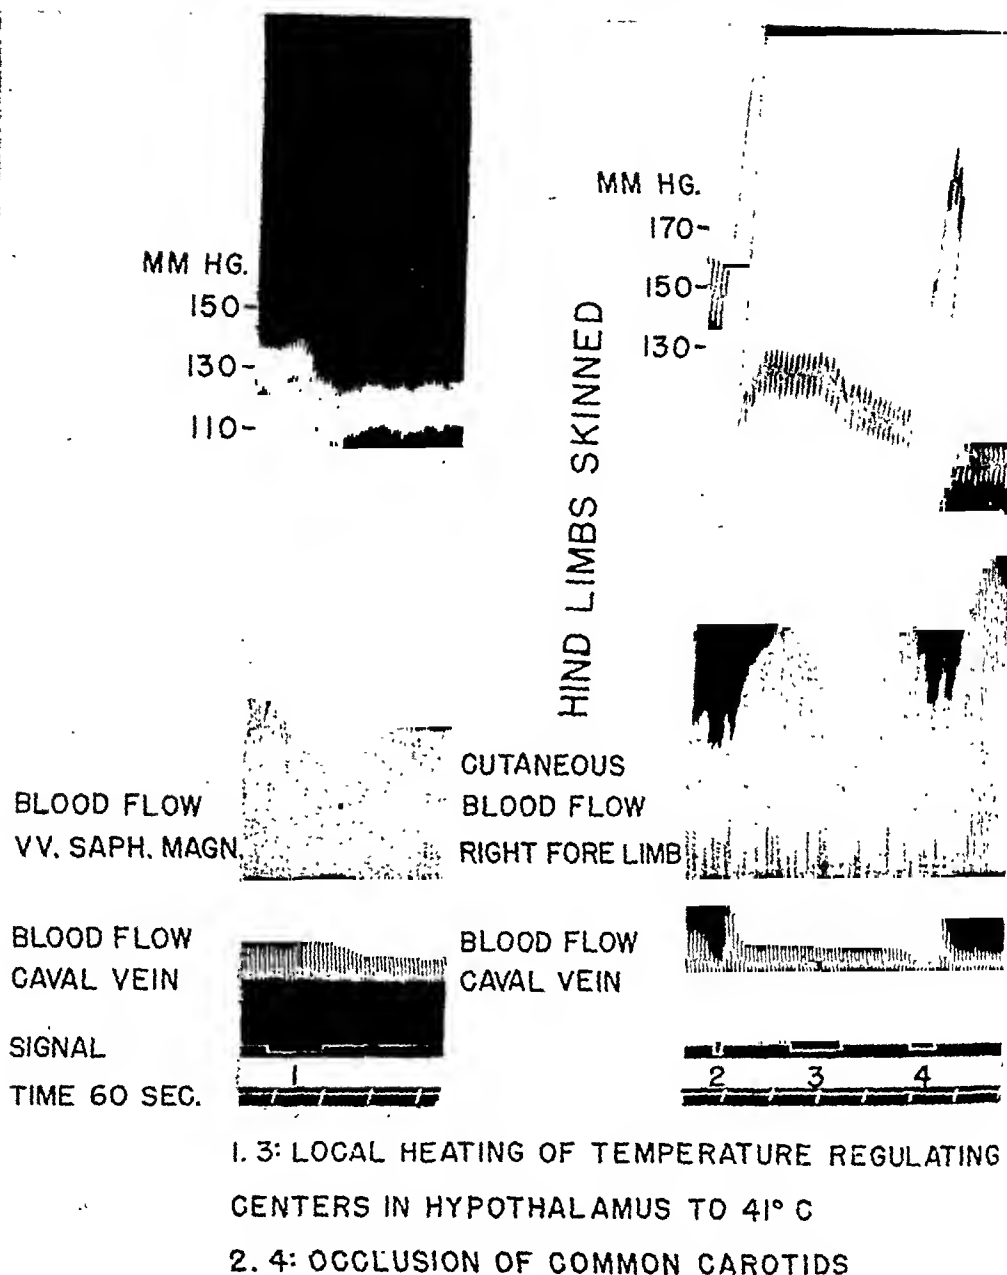 MM HG.
150-
130-
110-
HIND LIMBS SKINNED
MM HG.
170-
150-
130-
BLOOD FLOW
VV. SAPH. MAGN.
CUTANEOUS
BLOOD FLOW
RIGHT FORE LIMB
BLOOD FLOW
CAVAL VEIN
BLOOD FLOW
CAVAL VEIN
SIGNAL
1
2 3 4
TIME 60 SEC.
1. 3: LOCAL HEATING OF TEMPERATURE REGULATING
CENTERS IN HYPOTHALAMUS TO 41° C
2. 4: OCCLUSION OF COMMON CAROTIDS